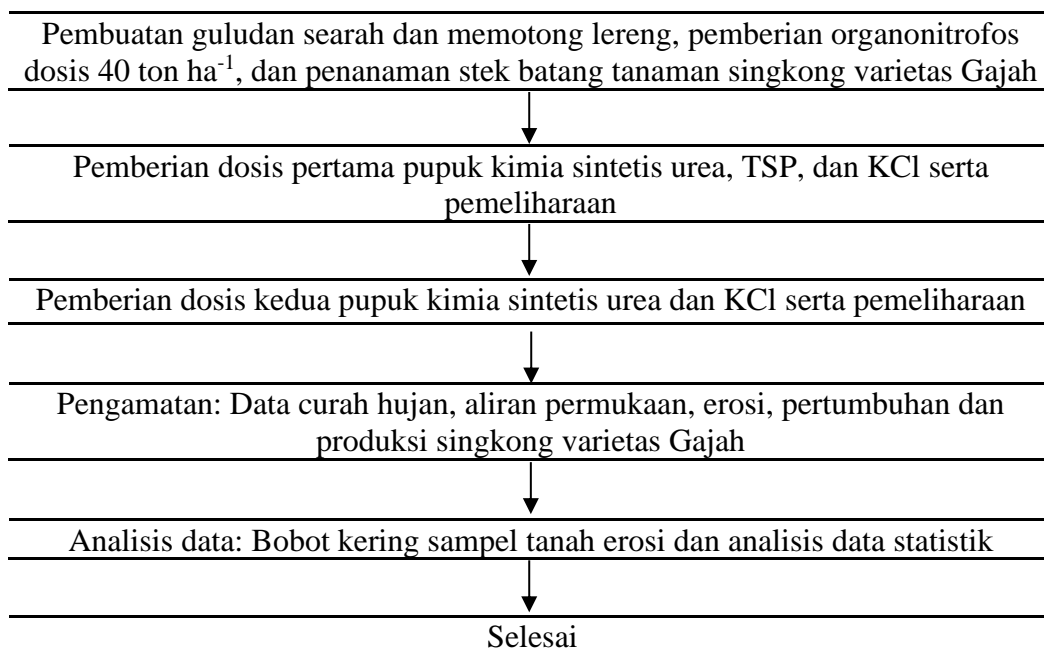 Pembuatan guludan searah dan memotong lereng, pemberian organonitrofos
dosis 40 ton ha⁻¹, dan penanaman stek batang tanaman singkong varietas Gajah
Pemberian dosis pertama pupuk kimia sintetis urea, TSP, dan KCl serta
pemeliharaan
Pemberian dosis kedua pupuk kimia sintetis urea dan KCl serta pemeliharaan
Pengamatan: Data curah hujan, aliran permukaan, erosi, pertumbuhan dan
produksi singkong varietas Gajah
Analisis data: Bobot kering sampel tanah erosi dan analisis data statistik
Selesai